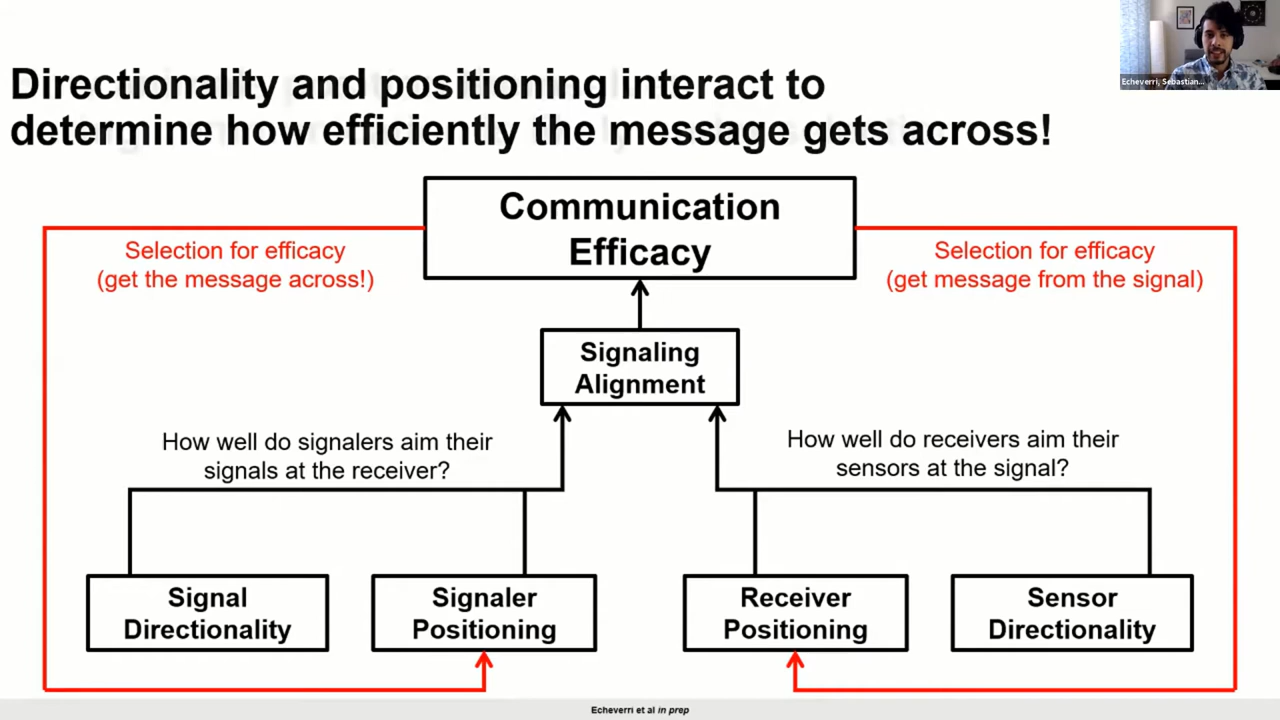 Echeverri, Sebastian...
Directionality and positioning interact to
determine how efficiently the message gets across!
Communication
Efficacy
Selection for efficacy
(get the message across!)
Selection for efficacy
(get message from the signal)
Signaling
Alignment
How well do signalers aim their
signals at the receiver?
How well do receivers aim their
sensors at the signal?
Signal
Directionality
Signaler
Positioning
Receiver
Positioning
Sensor
Directionality
Echeverri et al in prep